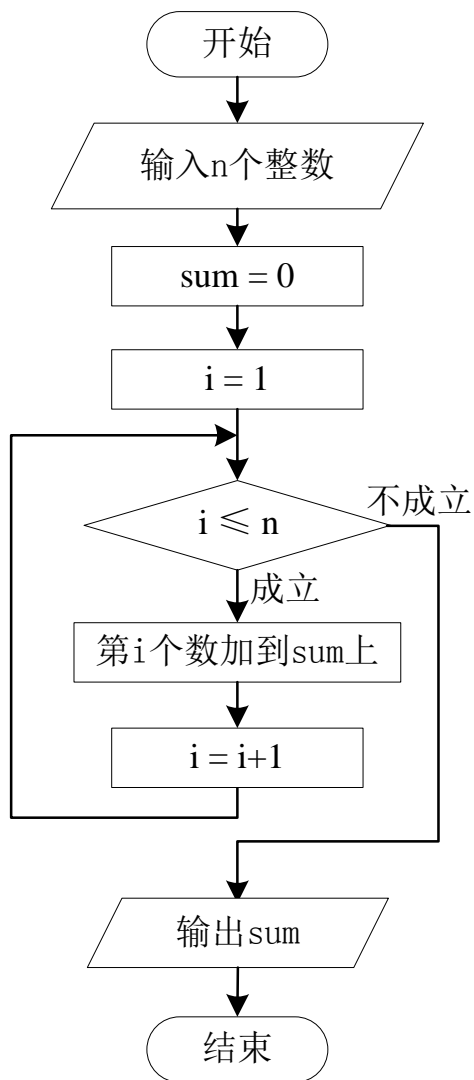 开始
输入n个整数
sum = 0
i = 1
i ≤ n
不成立
成立
第i个数加到sum上
i = i+1
输出sum
结束